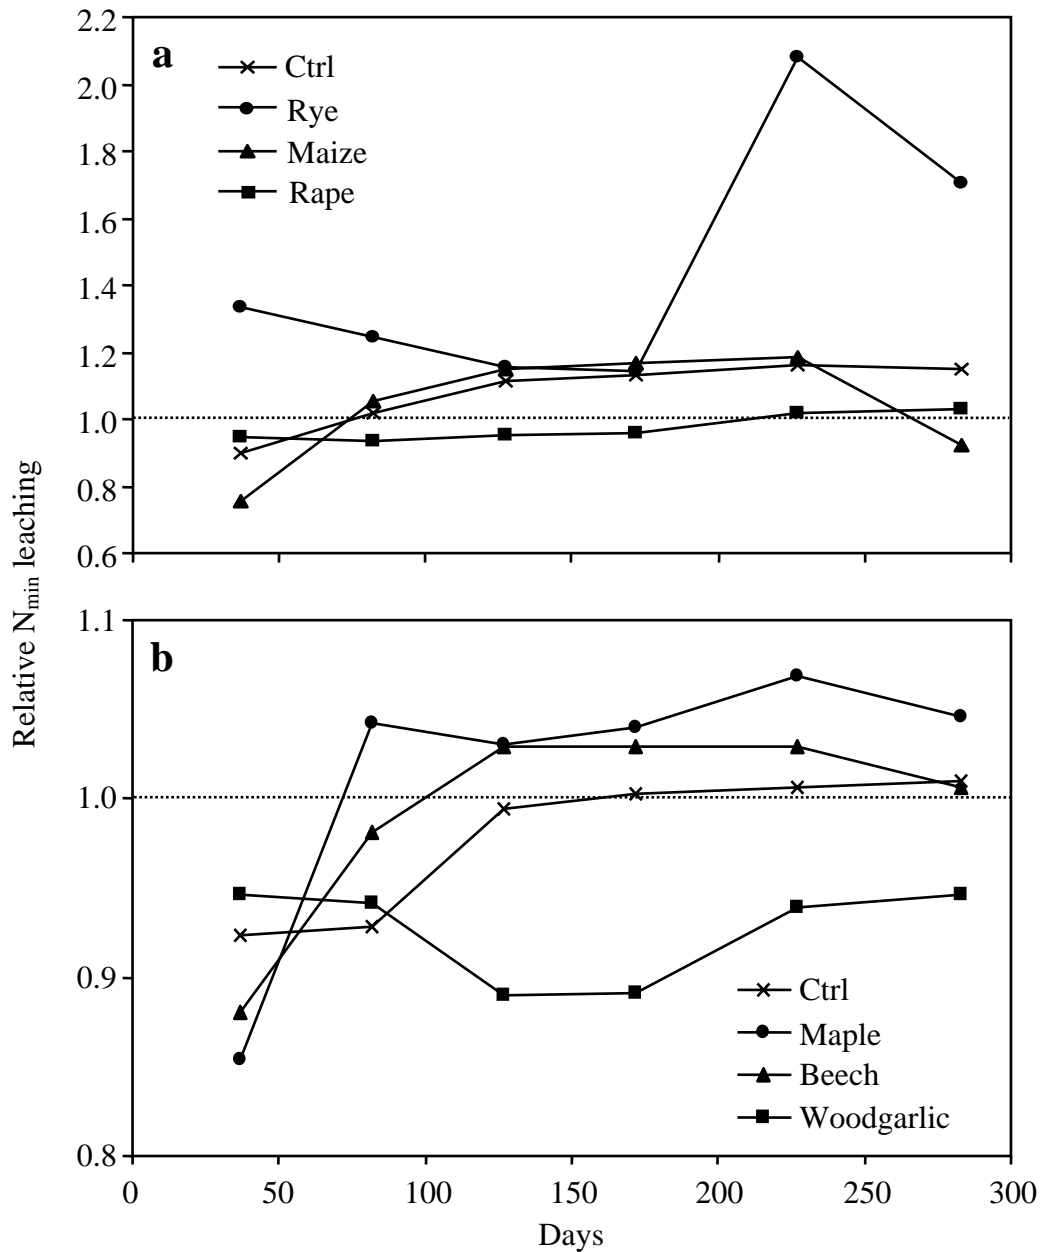 2.2
a
Ctrl
2.0
Rye
1.8
Maize
Rape
1.6
1.4
1.2
1.0
0.8
0.6
Relative Nmin leaching
1.1
b
1.0
0.9
Ctrl
Maple
Beech
Woodgarlic
0.8
0 50 100 150 200 250 300
Days